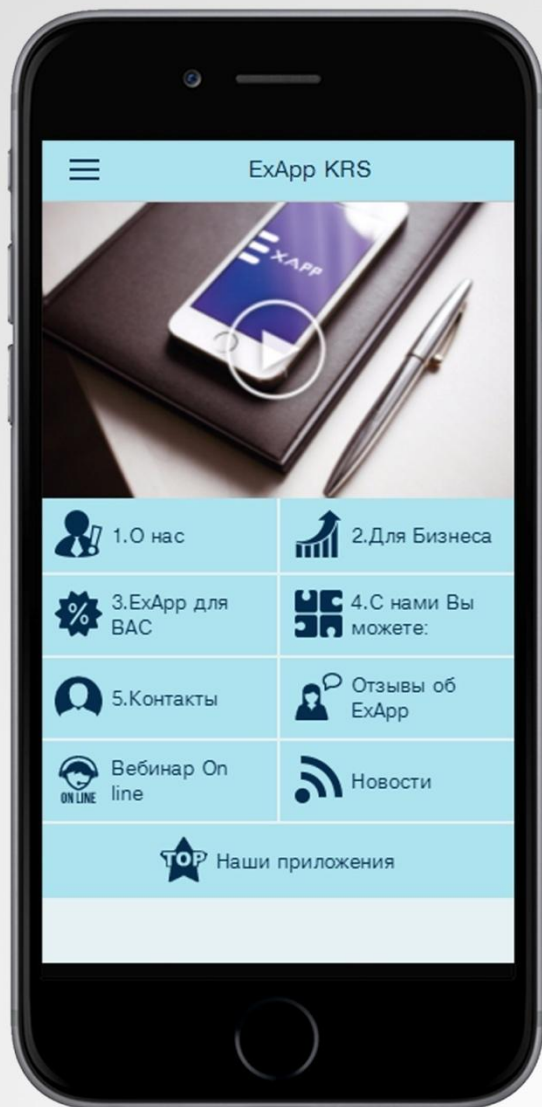 ExApp KRS
EXAPP
1.О нас
2.Для Бизнеса
3.ExApp для
ВАС
4.С нами Вы
можете:
5.Контакты
Отзывы об
ExApp
ON LINE
Вебинар On
line
Новости
TOP
Наши приложения